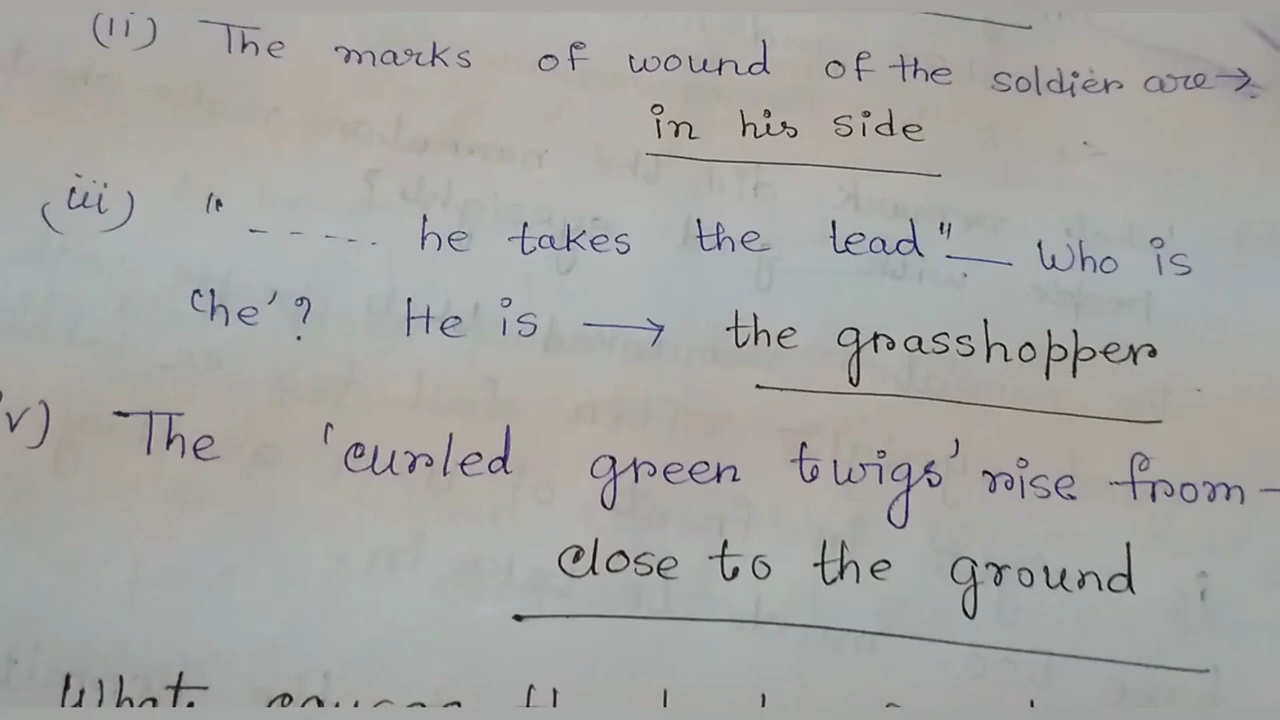 (ii) The marks of wound of the soldier are →
in his side
(iii) "----- he takes the lead" — Who is
'he'? He is → the grasshopper
v) The 'curled green twigs' rise from -
close to the ground
What